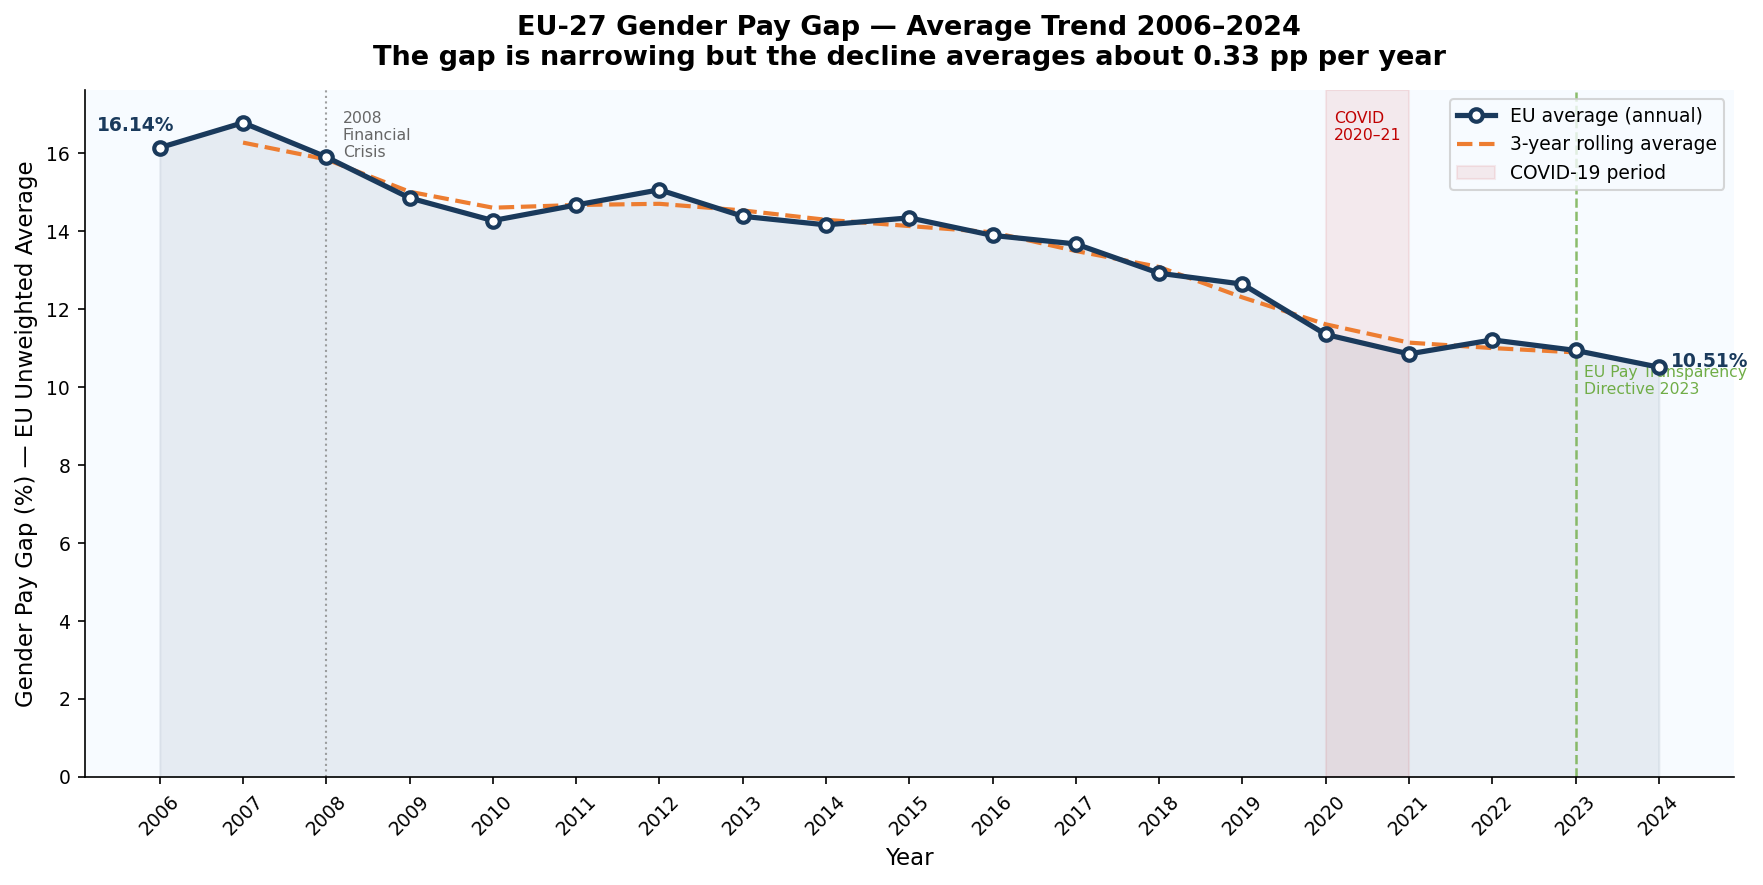 EU-27 Gender Pay Gap — Average Trend 2006–2024
The gap is narrowing but the decline averages about 0.33 pp per year
Gender Pay Gap (%) — EU Unweighted Average
16
14
12
10
8
6
4
2
0
16.14%
2008
Financial
Crisis
COVID
2020–21
EU average (annual)
3-year rolling average
COVID-19 period
10.51%
EU Pay Transparency
Directive 2023
2006
2007
2008
2009
2010
2011
2012
2013
2014
2015
2016
2017
2018
2019
2020
2021
2022
2023
2024
Year